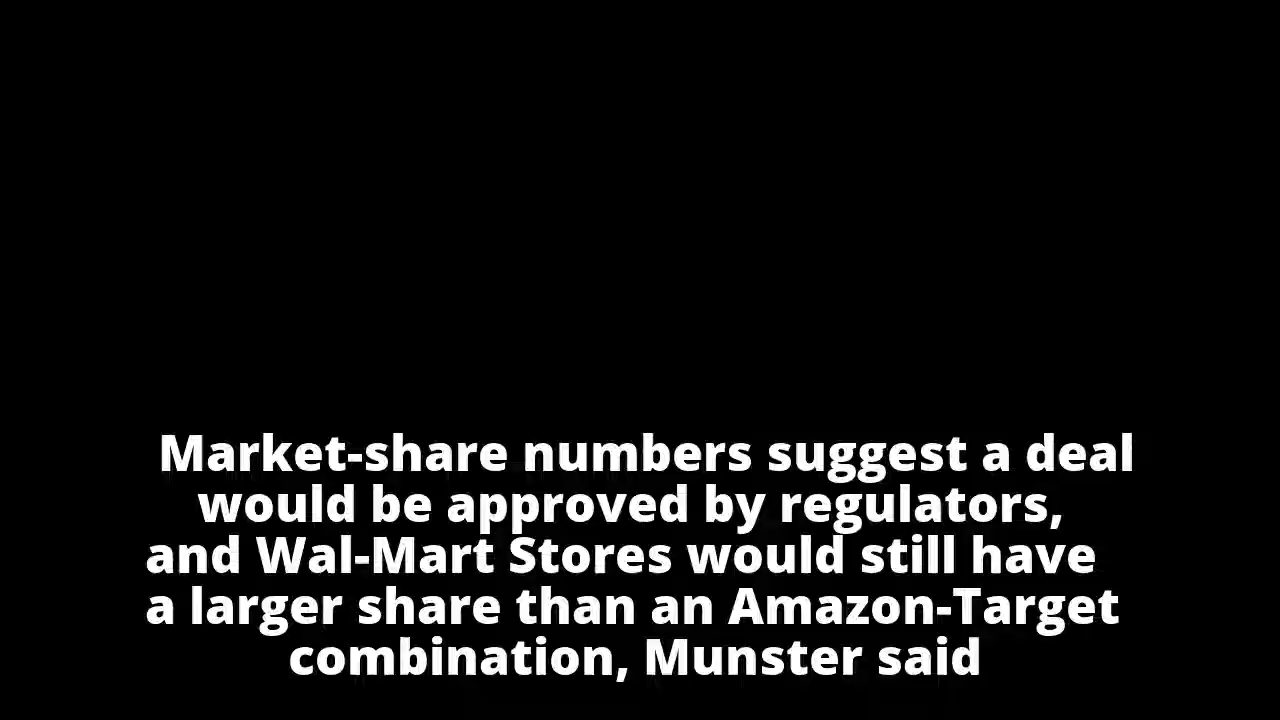 Market-share numbers suggest a deal
would be approved by regulators,
and Wal-Mart Stores would still have
a larger share than an Amazon-Target
combination, Munster said